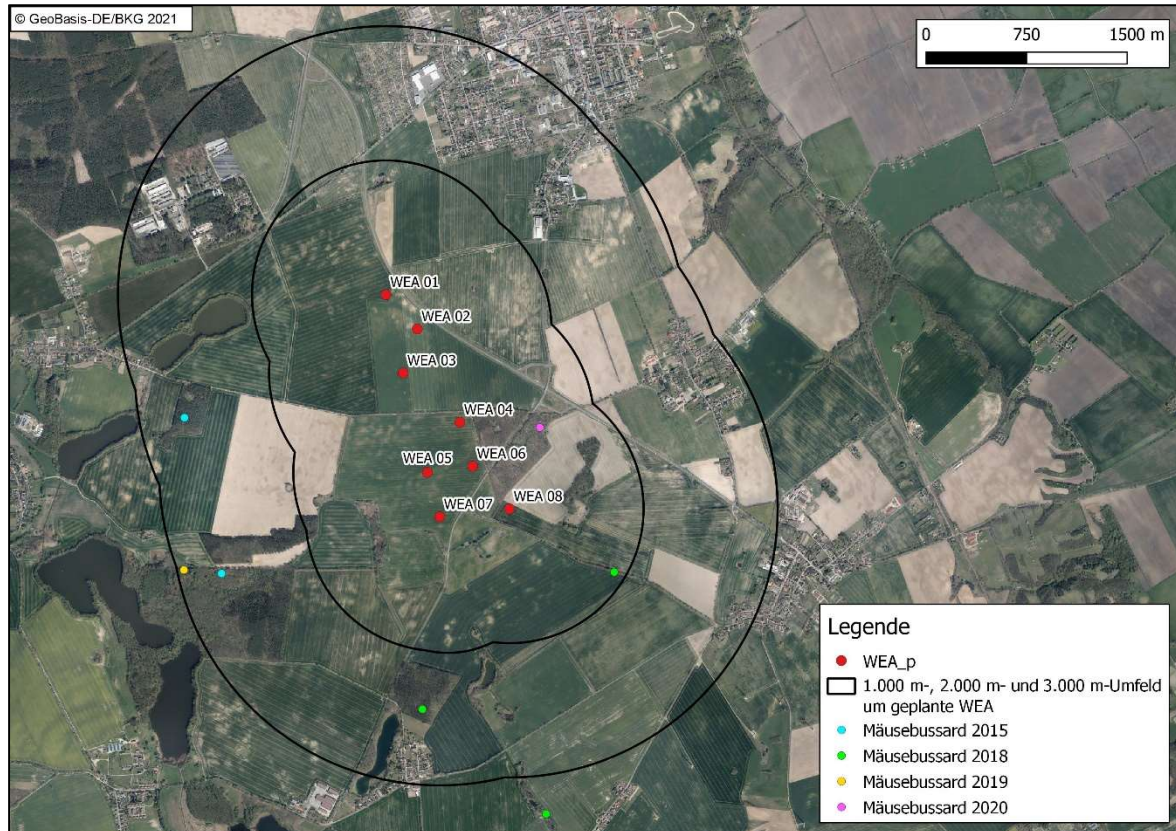 © GeoBasis-DE/BKG 2021
0 750 1500 m
WEA 01
WEA 02
WEA 03
WEA 04
WEA 05
WEA 06
WEA 07
WEA 08
Legende
WEA_p
1.000 m-, 2.000 m- und 3.000 m-Umfeld
um geplante WEA
Mäusebussard 2015
Mäusebussard 2018
Mäusebussard 2019
Mäusebussard 2020